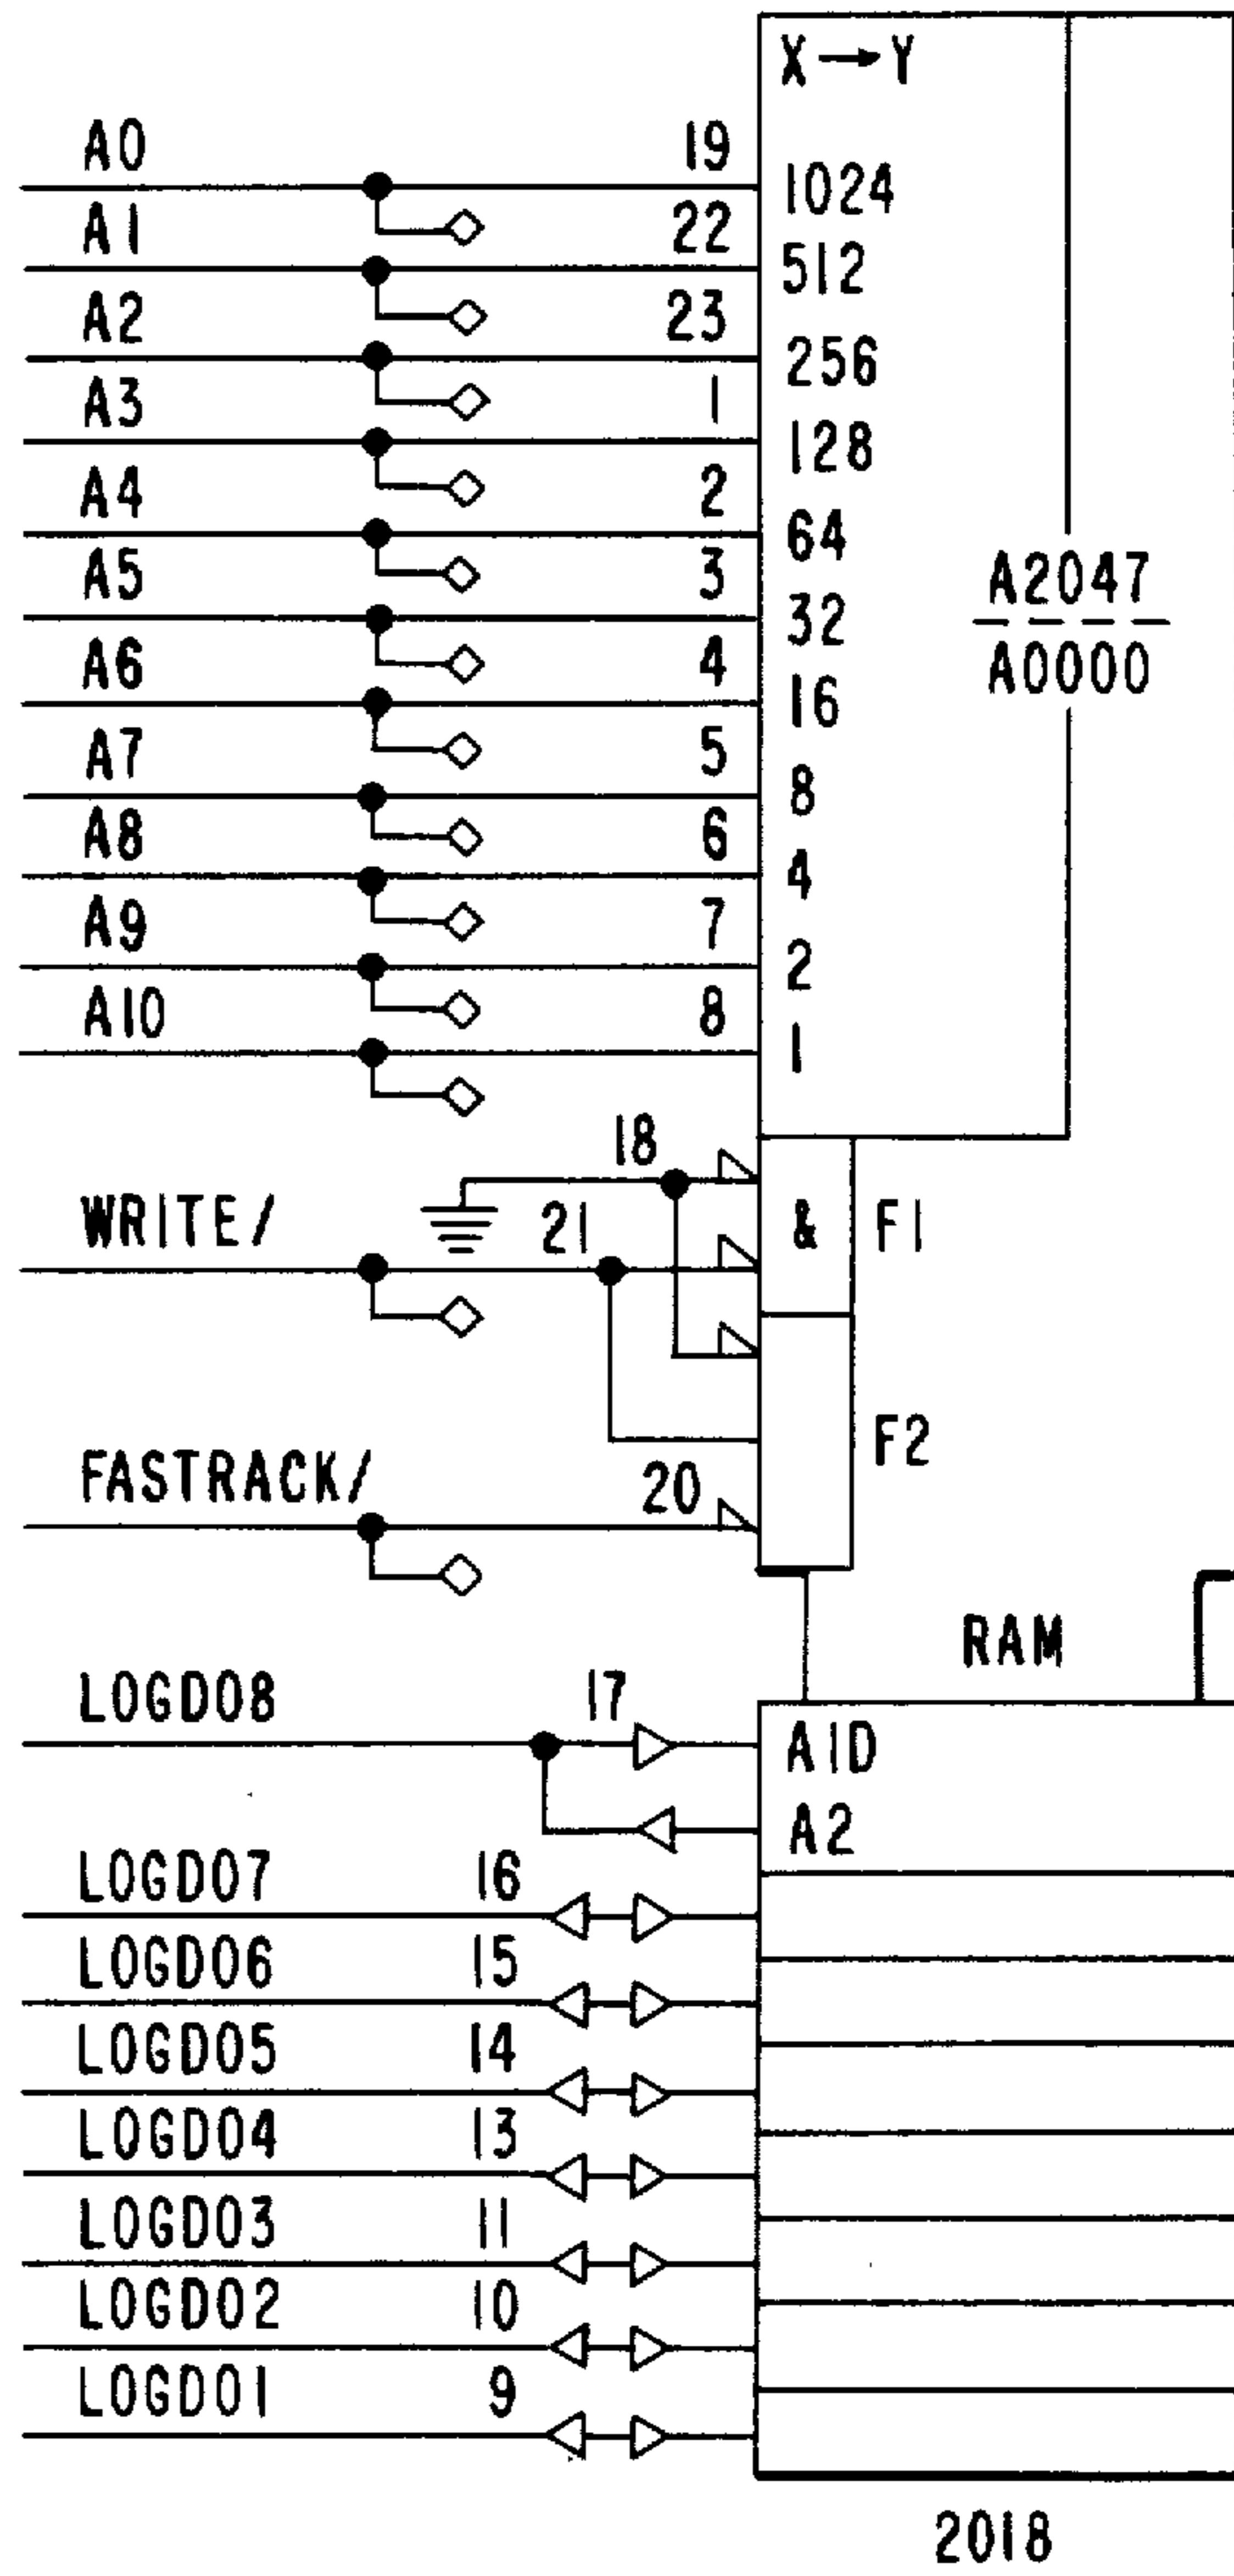 X→Y
A0 19 1024
A1 22 512
A2 23 256
A3 1 128
A4 2 64
A5 3 32
A2047
A6 4 16
A0000
A7 5 8
A8 6 4
A9 7 2
A10 8 1
18
WRITE/ 21 & F1
F2
FASTRACK/ 20
RAM
LOGD08 17 A1D
A2
LOGD07 16
LOGD06 15
LOGD05 14
LOGD04 13
LOGD03 11
LOGD02 10
LOGD01 9
2018